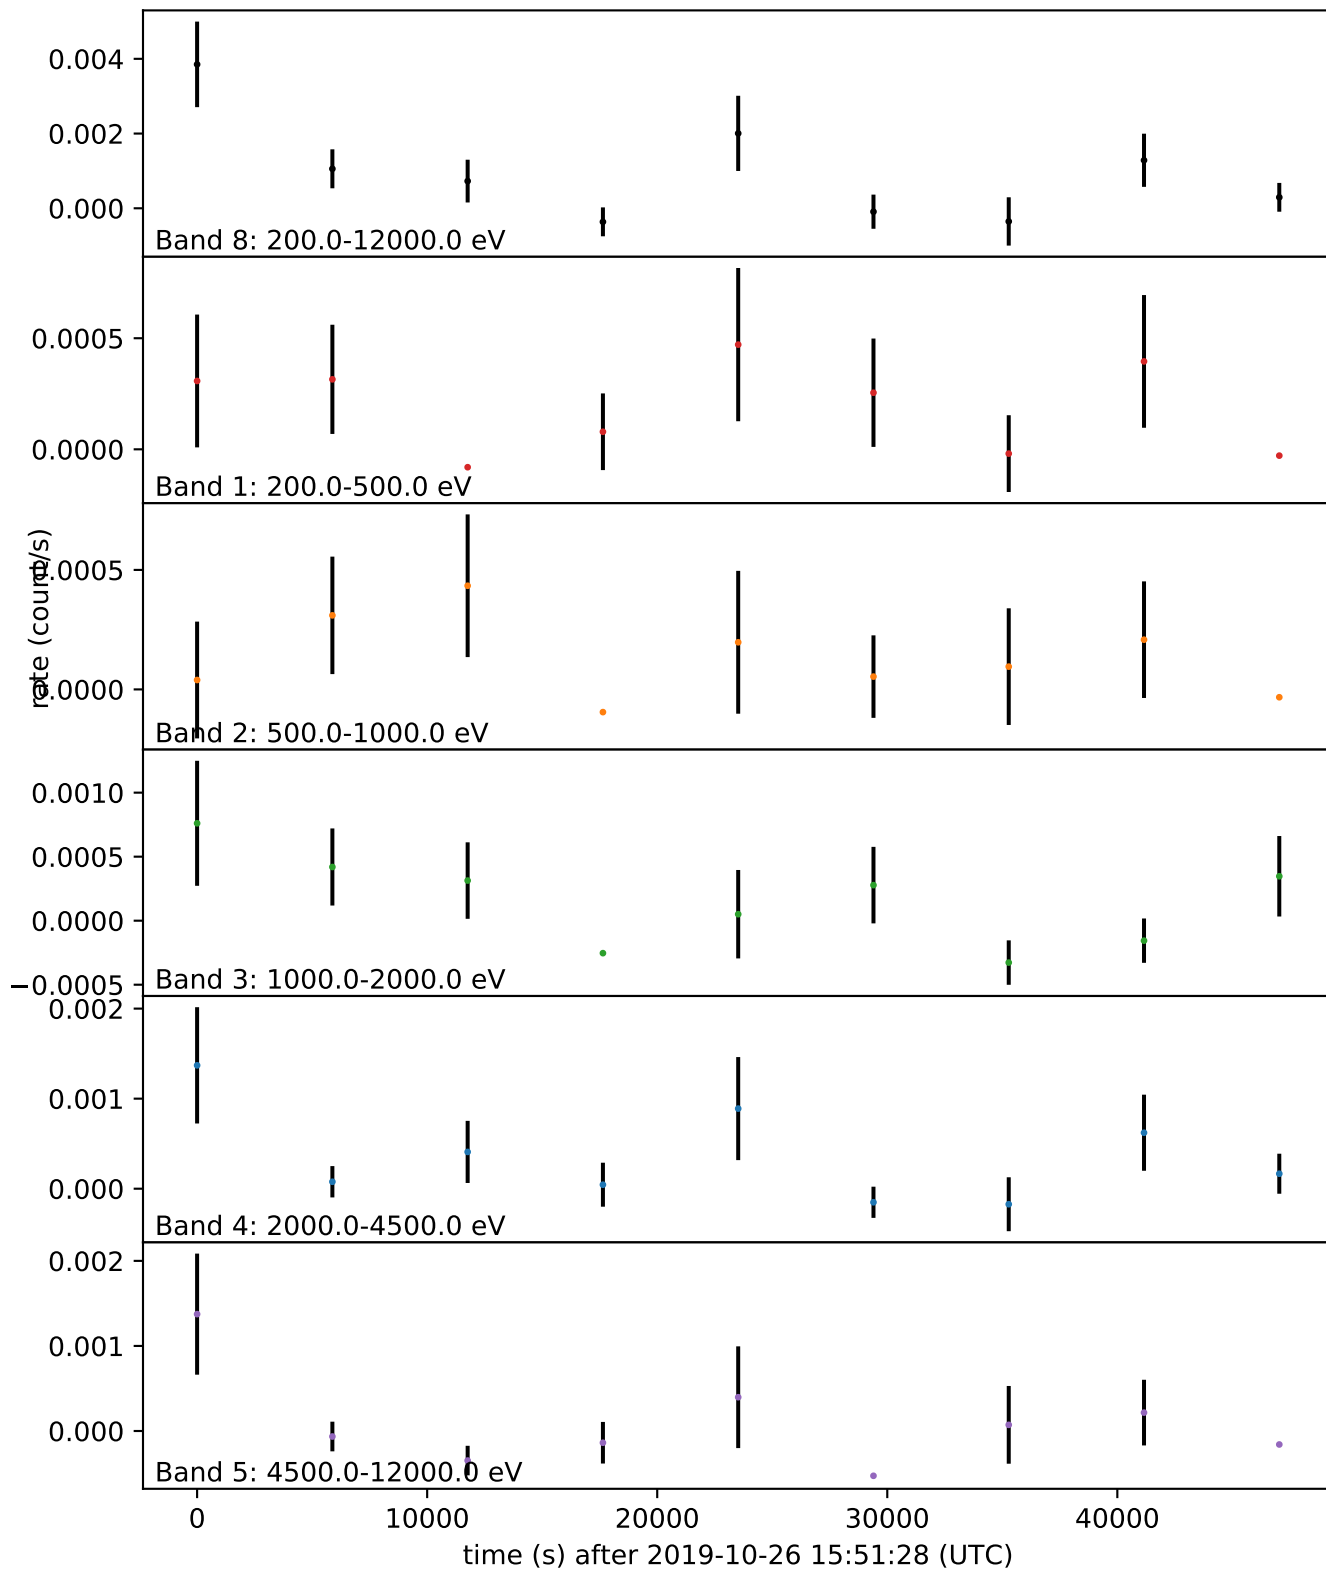 0.004
0.002
0.000
Band 8: 200.0-12000.0 eV
0.0005
0.0000
Band 1: 200.0-500.0 eV
rate (count/s)
0.0005
0.0000
Band 2: 500.0-1000.0 eV
0.0010
0.0005
0.0000
−0.0005
Band 3: 1000.0-2000.0 eV
0.002
0.001
0.000
Band 4: 2000.0-4500.0 eV
0.002
0.001
0.000
Band 5: 4500.0-12000.0 eV
0 10000 20000 30000 40000
time (s) after 2019-10-26 15:51:28 (UTC)